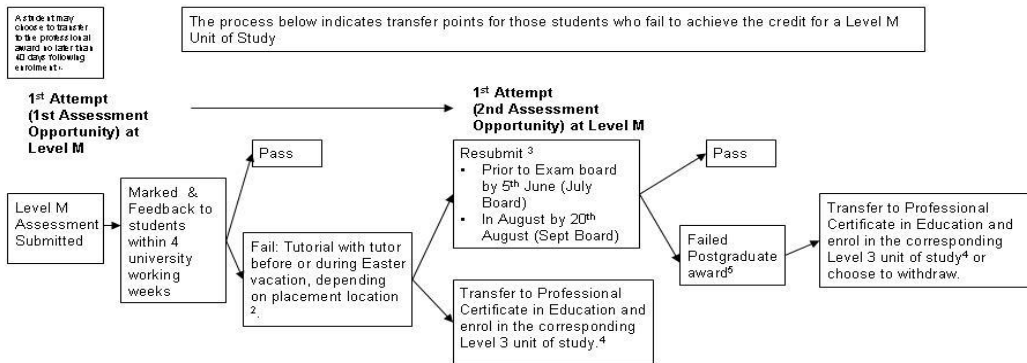 A student may
choose to transfer
to the professional
award no later than
40 days following
enrolment
The process below indicates transfer points for those students who fail to achieve the credit for a Level M
Unit of Study
1st Attempt
(1st Assessment
Opportunity) at
Level M
1st Attempt
(2nd Assessment
Opportunity) at Level M
Level M
Assessment
Submitted
Marked & 
Feedback to
students
within 4
university
working
weeks
Pass
Fail: Tutorial with tutor
before or during Easter
vacation, depending
on placement location
2.
Resubmit 3
▪ Prior to Exam board
by 5th June (July
Board)
▪ In August by 20th
August (Sept Board)
Transfer to Professional
Certificate in Education and
enrol in the corresponding
Level 3 unit of study.4
Pass
Failed
Postgraduate
award5
Transfer to Professional
Certificate in Education and
enrol in the corresponding
Level 3 unit of study4 or
choose to withdraw.